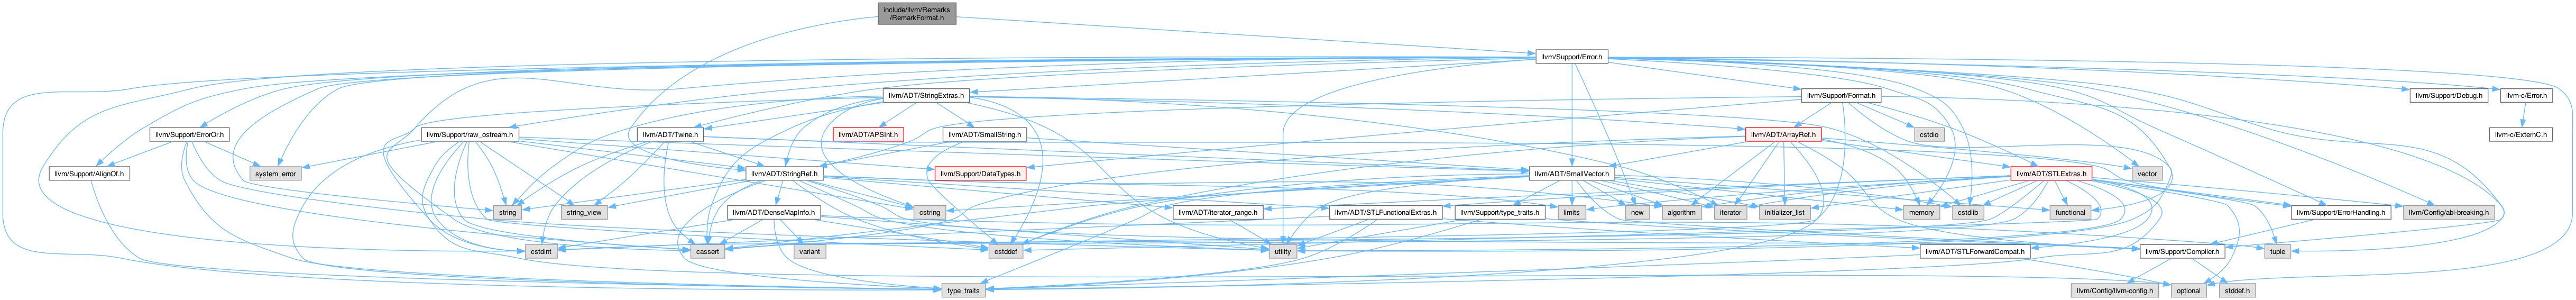 include/llvm/Remarks
/RemarkFormat.h
llvm/Support/Error.h
llvm/ADT/StringExtras.h
llvm/Support/Format.h
llvm/Support/Debug.h
llvm-c/Error.h
llvm/Support/ErrorOr.h
llvm/Support/raw_ostream.h
llvm/ADT/Twine.h
llvm/ADT/APSInt.h
llvm/ADT/SmallString.h
llvm/ADT/ArrayRef.h
cstdio
llvm-c/ExternC.h
llvm/Support/AlignOf.h
system_error
llvm/ADT/StringRef.h
llvm/Support/DataTypes.h
llvm/ADT/SmallVector.h
llvm/ADT/STLExtras.h
vector
string
string_view
llvm/ADT/DenseMapInfo.h
cstring
llvm/ADT/iterator_range.h
llvm/ADT/STLFunctionalExtras.h
llvm/Support/type_traits.h
limits
new
algorithm
iterator
initializer_list
memory
cstdlib
functional
llvm/Support/ErrorHandling.h
llvm/Config/abi-breaking.h
cstdint
cassert
variant
cstddef
utility
llvm/ADT/STLForwardCompat.h
llvm/Support/Compiler.h
tuple
type_traits
llvm/Config/llvm-config.h
optional
stddef.h